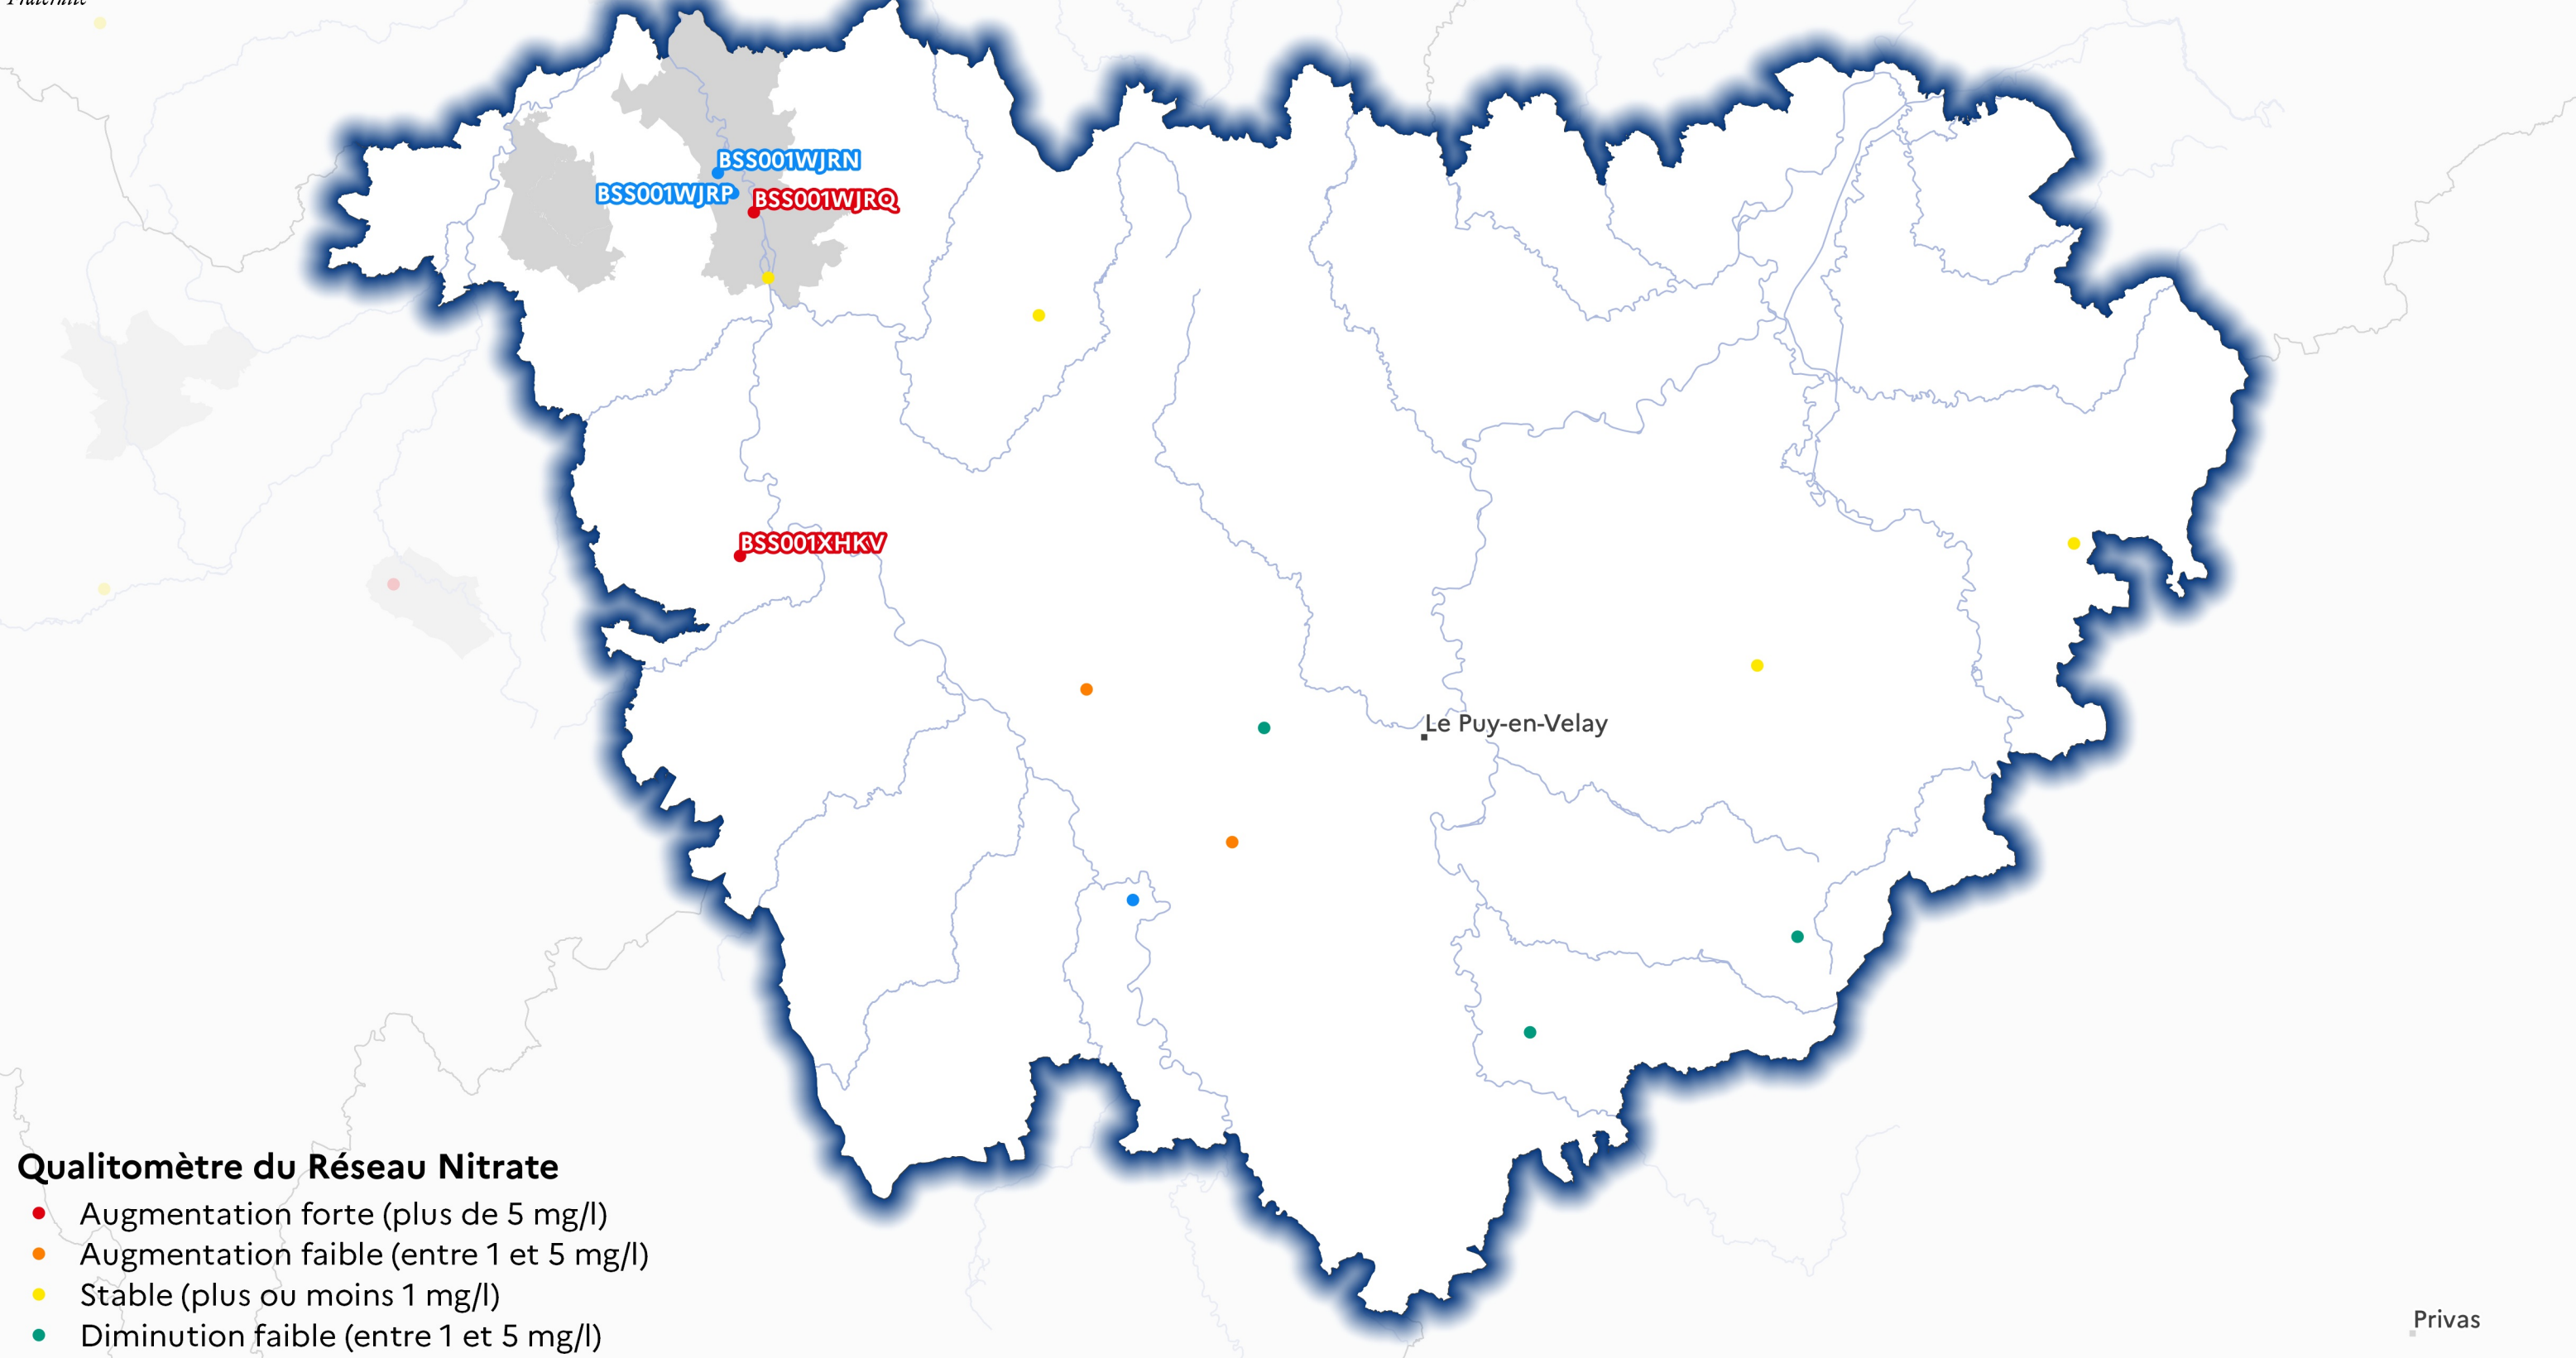 Fraternité
BSS001WJRN
BSS001WJRP
BSS001WJRQ
BSS001XHKV
Le Puy-en-Velay
Qualitomètre du Réseau Nitrate
Augmentation forte (plus de 5 mg/l)
Augmentation faible (entre 1 et 5 mg/l)
Stable (plus ou moins 1 mg/l)
Diminution faible (entre 1 et 5 mg/l)
Privas